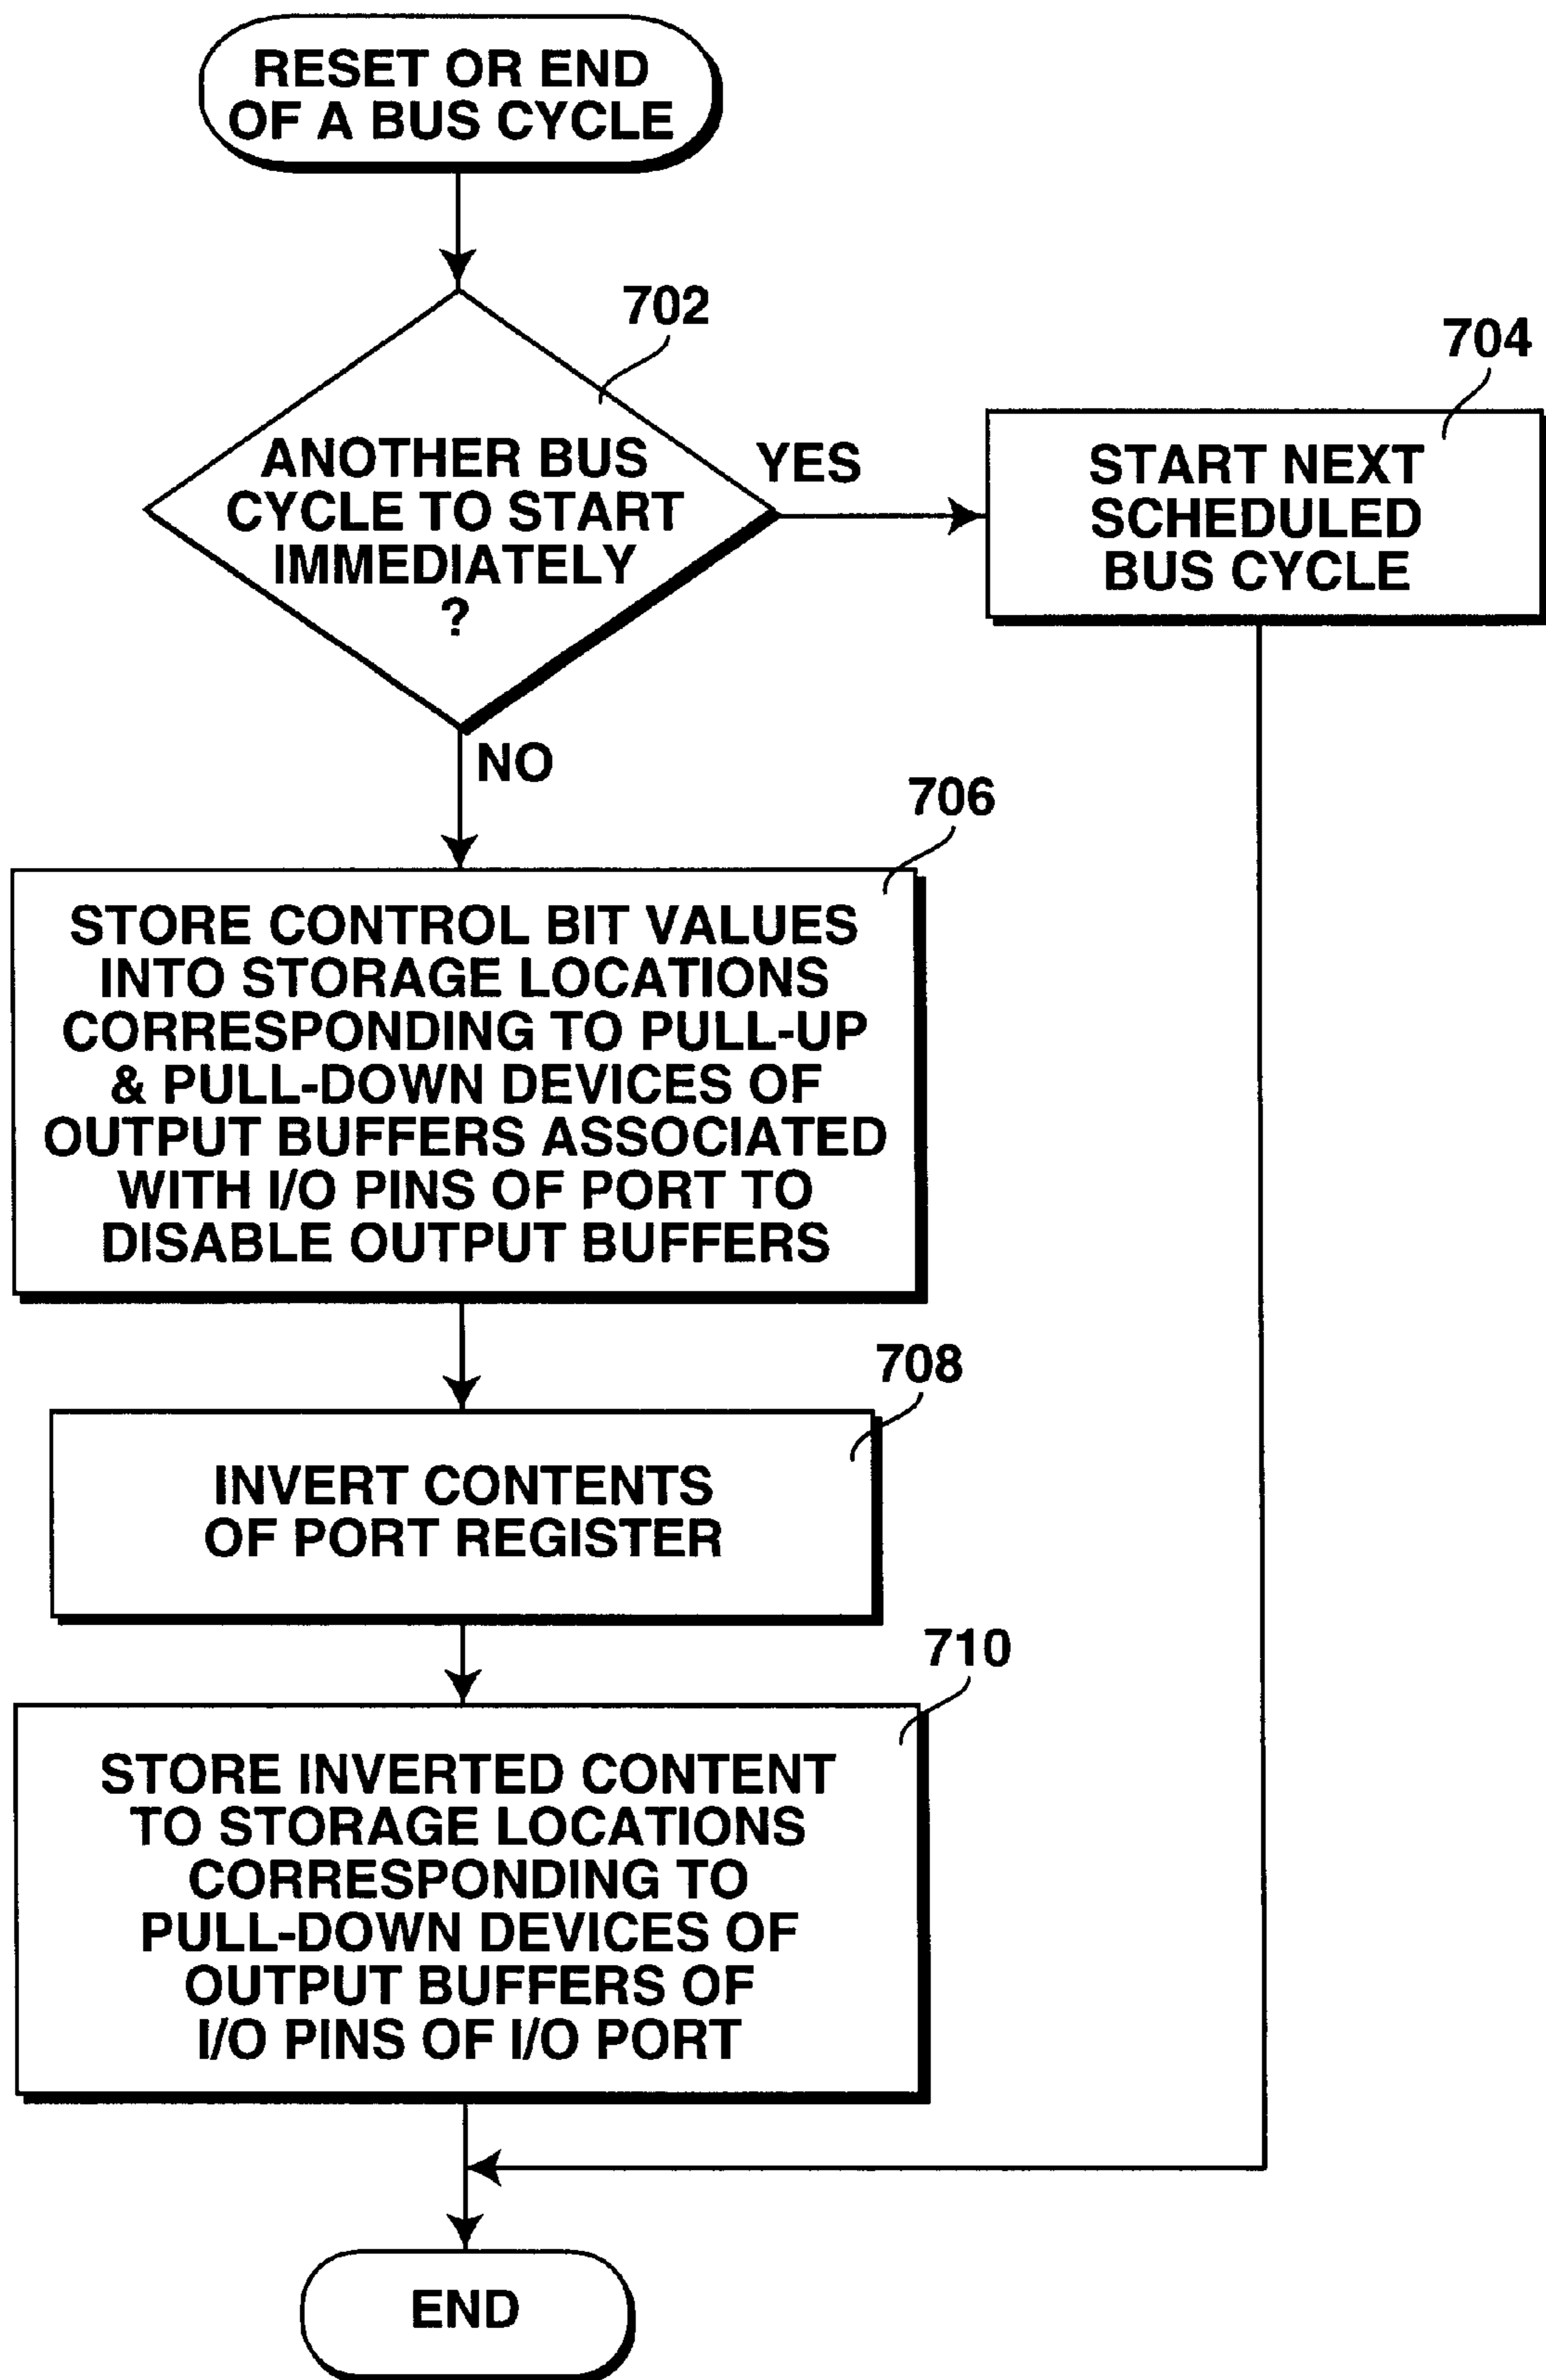 RESET OR END
OF A BUS CYCLE
702
ANOTHER BUS
CYCLE TO START
IMMEDIATELY
?
YES
704
START NEXT
SCHEDULED
BUS CYCLE
NO
706
STORE CONTROL BIT VALUES
INTO STORAGE LOCATIONS
CORRESPONDING TO PULL-UP
& PULL-DOWN DEVICES OF
OUTPUT BUFFERS ASSOCIATED
WITH I/O PINS OF PORT TO
DISABLE OUTPUT BUFFERS
708
INVERT CONTENTS
OF PORT REGISTER
710
STORE INVERTED CONTENT
TO STORAGE LOCATIONS
CORRESPONDING TO
PULL-DOWN DEVICES OF
OUTPUT BUFFERS OF
I/O PINS OF I/O PORT
END